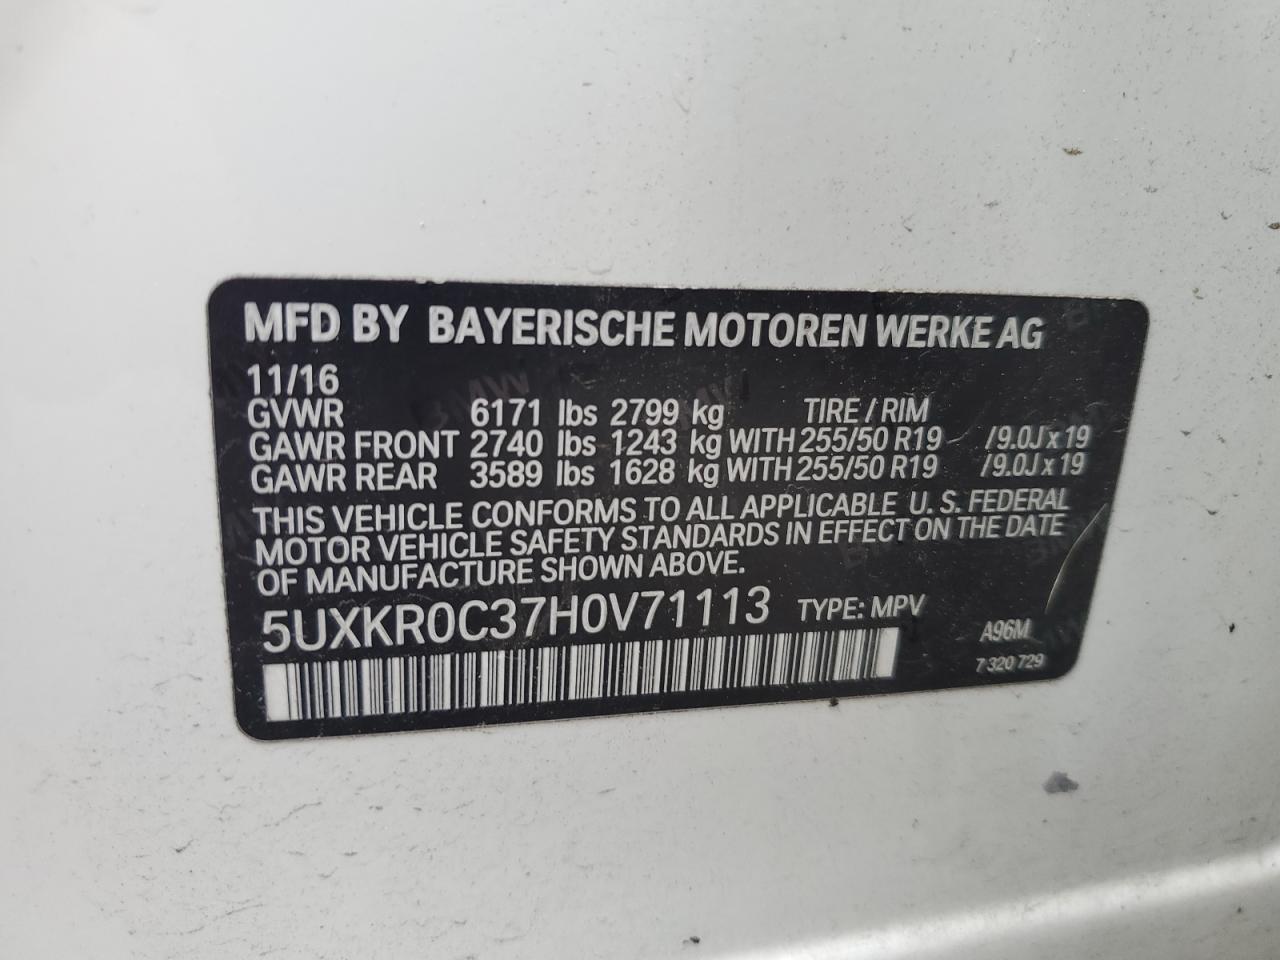 MFD BY BAYERISCHE MOTOREN WERKE AG
11/16
GVWR 6171 lbs 2799 kg TIRE / RIM
GAWR FRONT 2740 lbs 1243 kg WITH 255/50 R19 /9.0J x 19
GAWR REAR 3589 lbs 1628 kg WITH 255/50 R19 /9.0J x 19
THIS VEHICLE CONFORMS TO ALL APPLICABLE U. S. FEDERAL
MOTOR VEHICLE SAFETY STANDARDS IN EFFECT ON THE DATE
OF MANUFACTURE SHOWN ABOVE.
5UXKR0C37H0V71113 TYPE: MPV
A96M
7 320 729